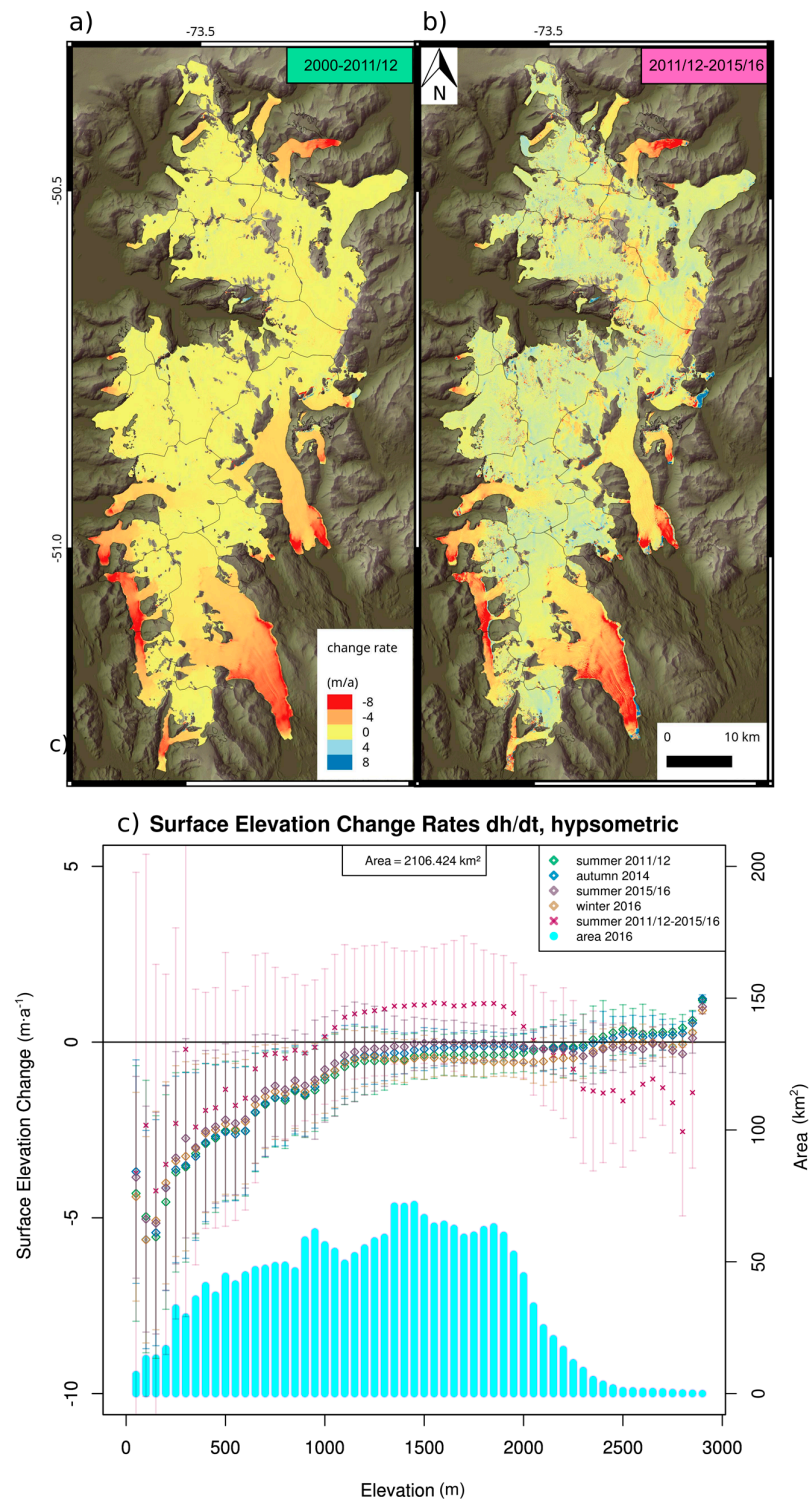 a)
b)
-73.5
-73.5
2000-2011/12
2011/12-2015/16
N
-50.5
-51.0
change rate
(m/a)
-8
-4
0
4
8
c)
0 10 km
c) Surface Elevation Change Rates dh/dt, hypsometric
Area = 2106.424 km²
summer 2011/12
autumn 2014
summer 2015/16
winter 2016
summer 2011/12-2015/16
area 2016
5
0
-5
-10
Surface Elevation Change (m·a⁻¹)
200
150
100
50
0
Area (km²)
0 500 1000 1500 2000 2500 3000
Elevation (m)